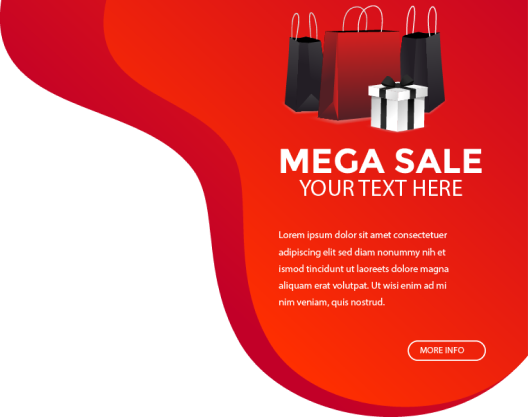 MEGA SALE
YOUR TEXT HERE
Lorem ipsum dolor sit amet consectetuer
adipiscing elit sed diam nonummy nih et
ismod tincidunt ut laoreets dolore magna
aliquam erat volutpat. Ut wisi enim ad mi
nim veniam, quis nostrud.
MORE INFO